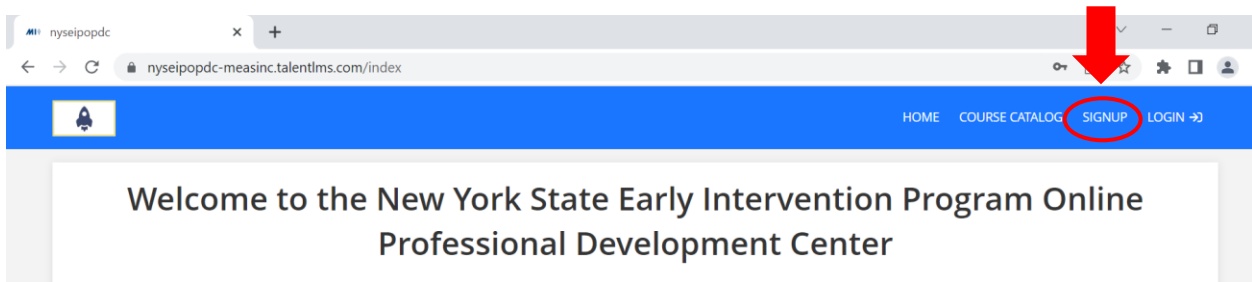 nyseipopdc
nyseipopdc-measinc.talentlms.com/index
HOME COURSE CATALOG SIGNUP LOGIN
Welcome to the New York State Early Intervention Program Online
Professional Development Center